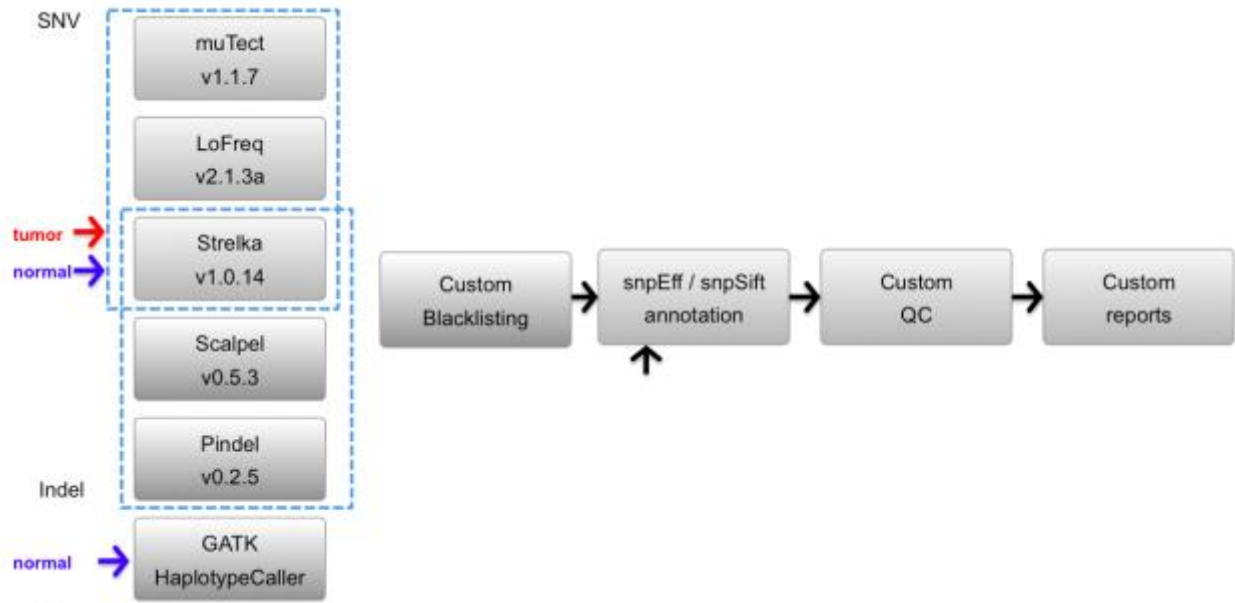 SNV
muTect
v1.1.7
LoFreq
v2.1.3a
tumor
normal
Strelka
v1.0.14
Scalpel
v0.5.3
Pindel
v0.2.5
Indel
normal
GATK
HaplotypeCaller
Custom
Blacklisting
snpEff / snpSift
annotation
Custom
QC
Custom
reports